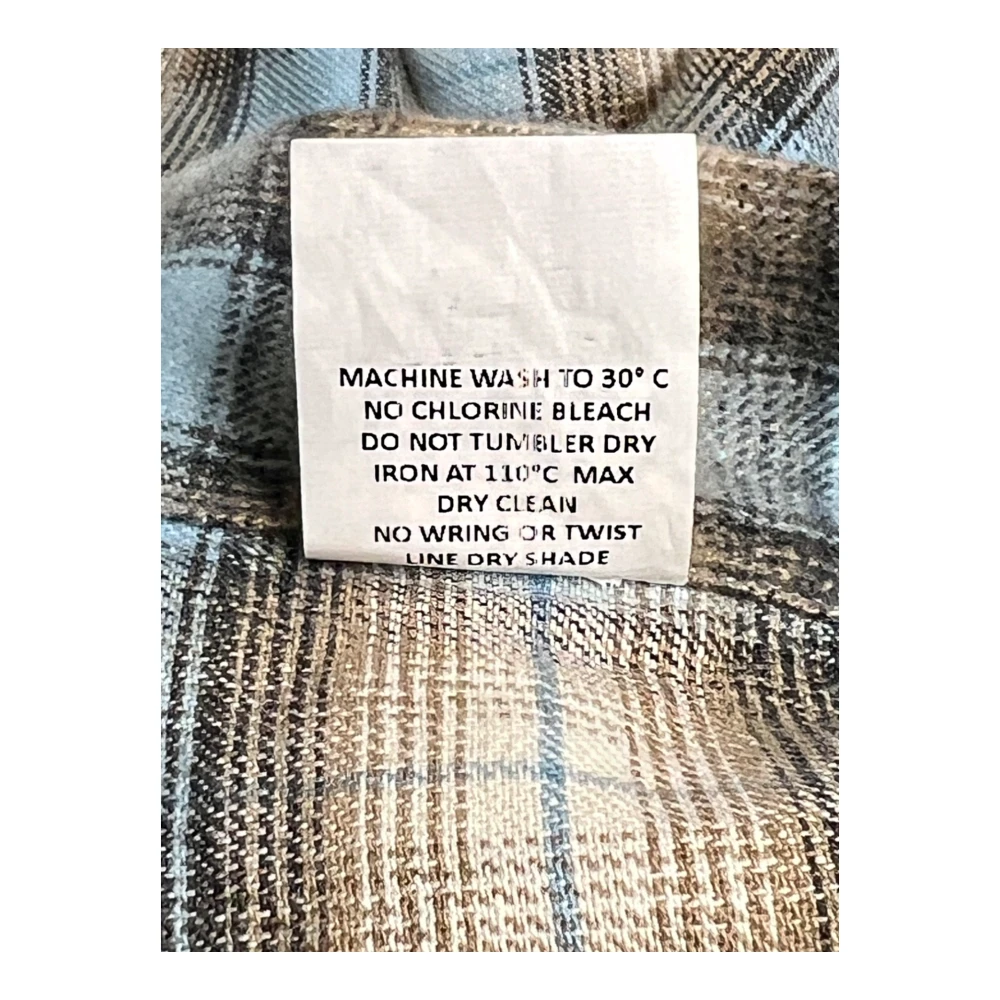 MACHINE WASH TO 30° C
NO CHLORINE BLEACH
DO NOT TUMBLER DRY
IRON AT 110°C MAX
DRY CLEAN
NO WRING OR TWIST
LINE DRY SHADE